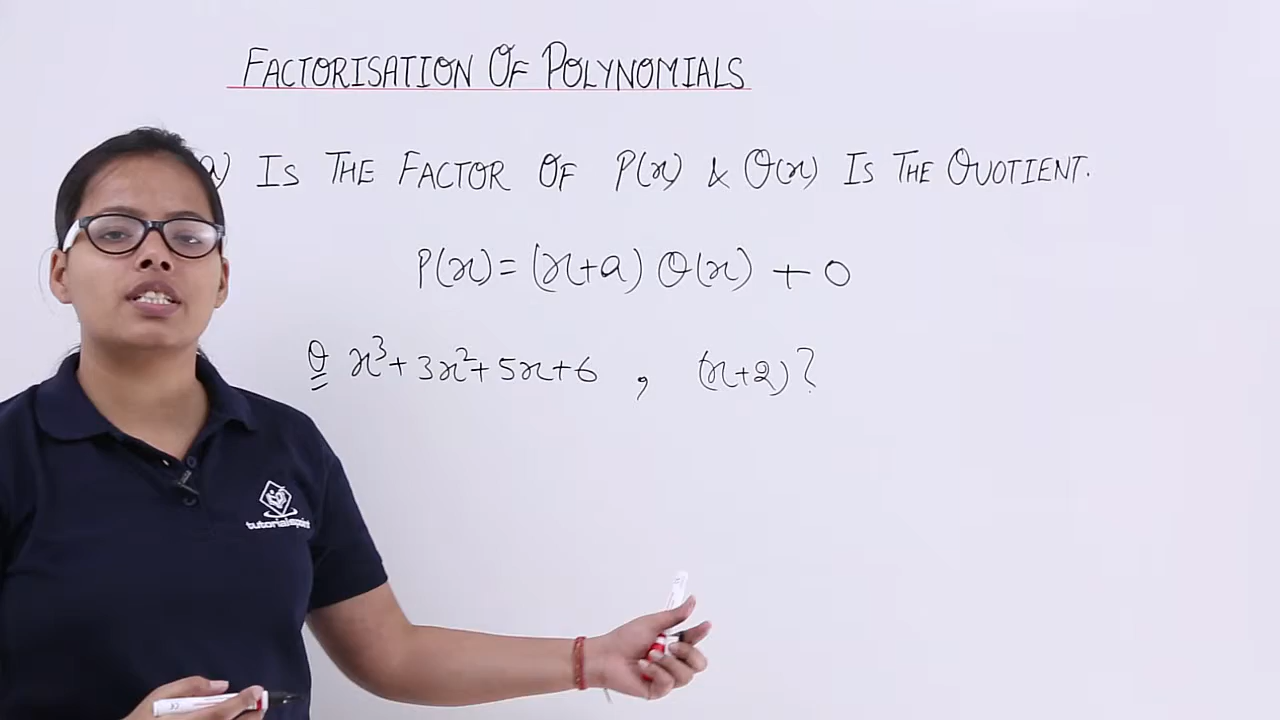 FACTORISATION OF POLYNOMIALS
a) IS THE FACTOR OF P(x) & Q(x) IS THE QUOTIENT.
P(x) = (x+a) Q(x) + 0
Q x³ + 3x² + 5x + 6 , (x+2)?
tutorialspoint